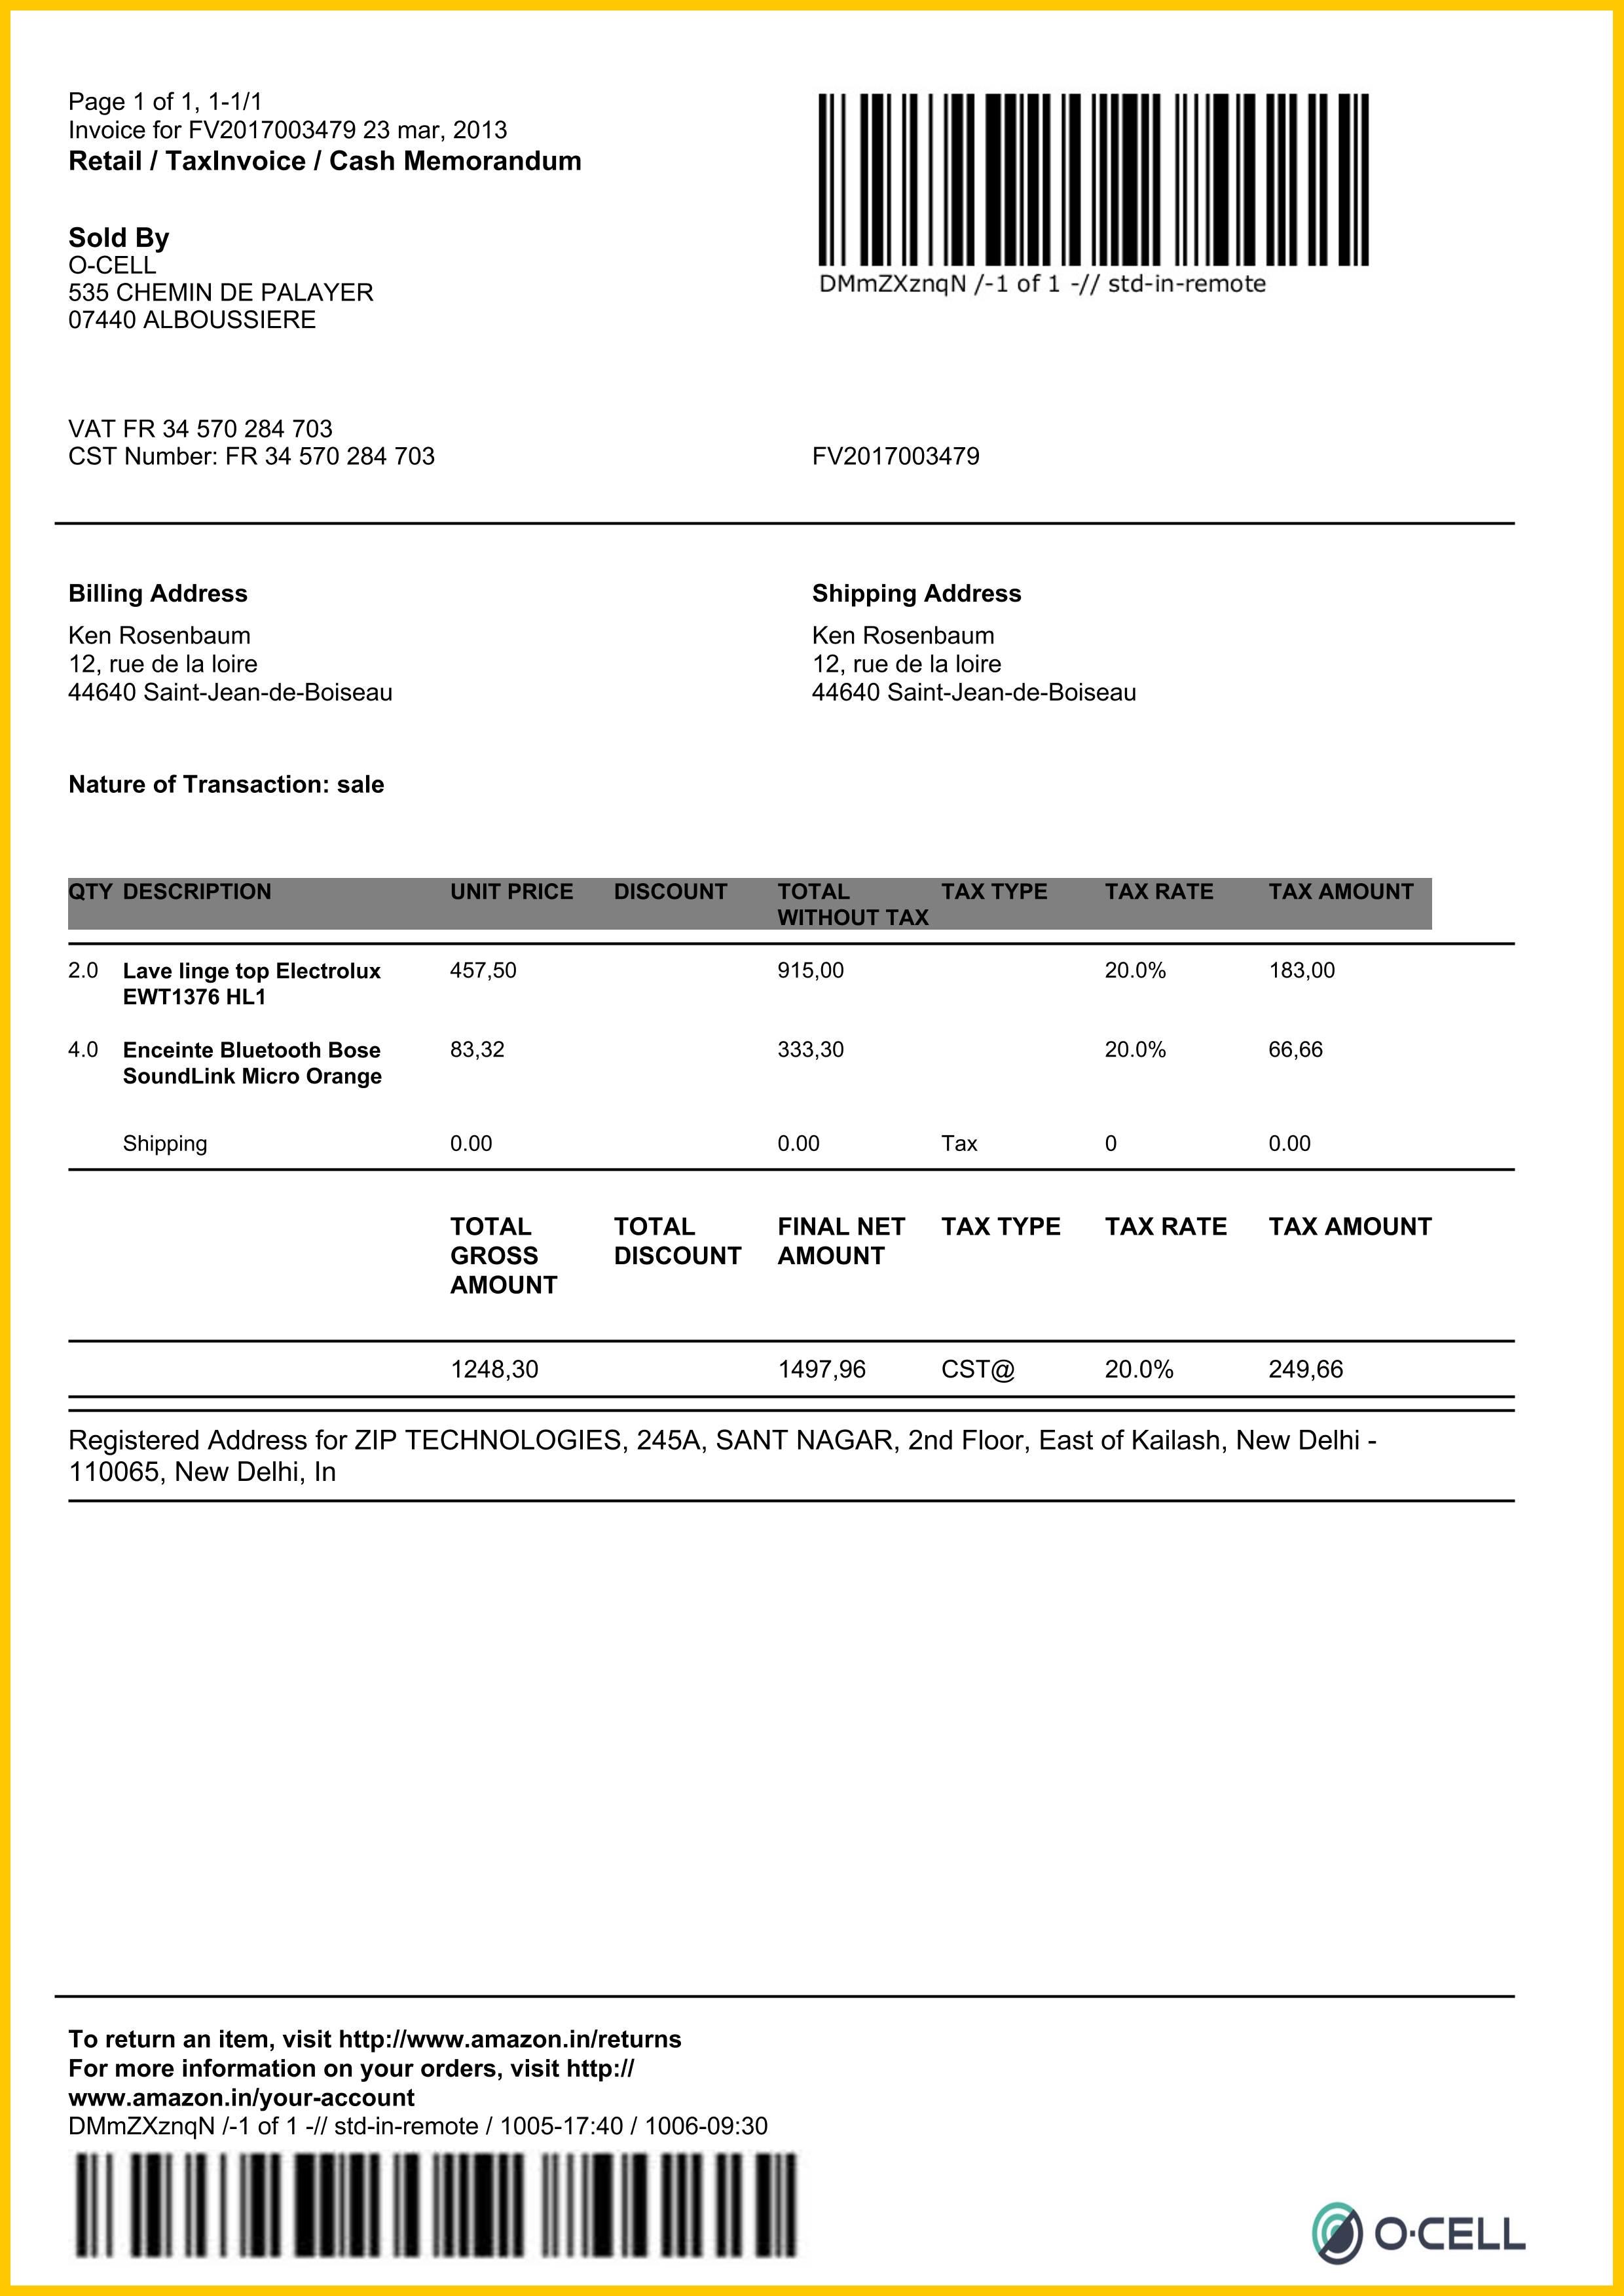 Page 1 of 1, 1-1/1
Invoice for FV2017003479 23 mar, 2013
Retail / TaxInvoice / Cash Memorandum
DMmZXznqN /-1 of 1 -// std-in-remote
Sold By
O-CELL
535 CHEMIN DE PALAYER
07440 ALBOUSSIERE
VAT FR 34 570 284 703
CST Number: FR 34 570 284 703
FV2017003479
Billing Address
Ken Rosenbaum
12, rue de la loire
44640 Saint-Jean-de-Boiseau
Shipping Address
Ken Rosenbaum
12, rue de la loire
44640 Saint-Jean-de-Boiseau
Nature of Transaction: sale
QTY DESCRIPTION UNIT PRICE DISCOUNT TOTAL TAX TYPE TAX RATE TAX AMOUNT
WITHOUT TAX
2.0 Lave linge top Electrolux 457,50 915,00 20.0% 183,00
EWT1376 HL1
4.0 Enceinte Bluetooth Bose 83,32 333,30 20.0% 66,66
SoundLink Micro Orange
Shipping 0.00 0.00 Tax 0 0.00
TOTAL TOTAL FINAL NET TAX TYPE TAX RATE TAX AMOUNT
GROSS DISCOUNT AMOUNT
AMOUNT
1248,30 1497,96 CST@ 20.0% 249,66
Registered Address for ZIP TECHNOLOGIES, 245A, SANT NAGAR, 2nd Floor, East of Kailash, New Delhi -
110065, New Delhi, In
To return an item, visit http://www.amazon.in/returns
For more information on your orders, visit http://
www.amazon.in/your-account
DMmZXznqN /-1 of 1 -// std-in-remote / 1005-17:40 / 1006-09:30
O·CELL